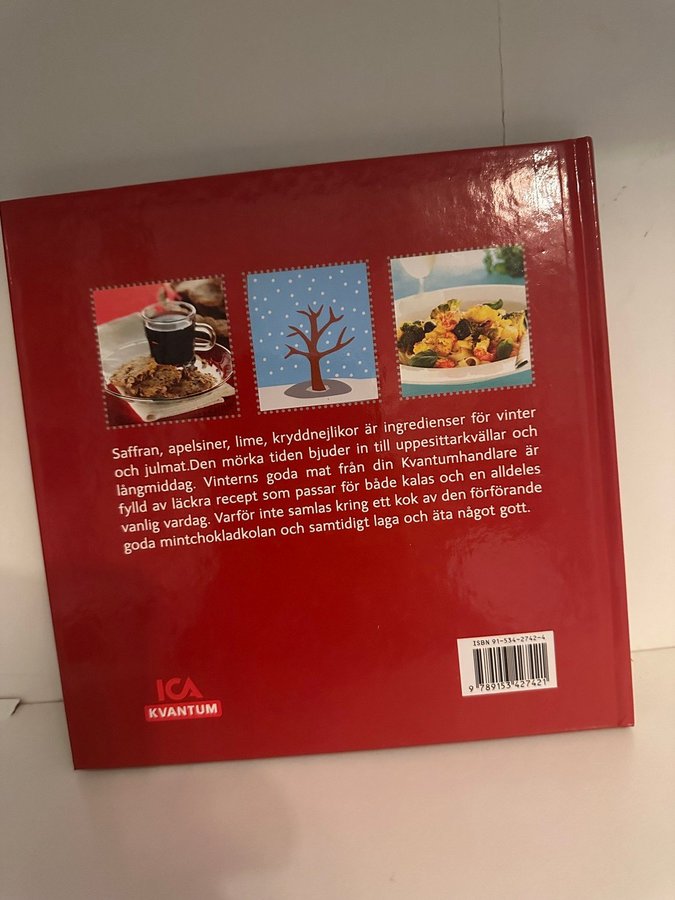 Saffran, apelsiner, lime, kryddnejlikor är ingredienser för vinter
och julmat.Den mörka tiden bjuder in till uppesittarkvällar och
långmiddag. Vinterns goda mat från din Kvantumhandlare är
fylld av läckra recept som passar för både kalas och en alldeles
vanlig vardag. Varför inte samlas kring ett kok av den förförande
goda mintchokladkolan och samtidigt laga och äta något gott.
ISBN 91-534-2742-4
9 789153 427421
ICA
KVANTUM